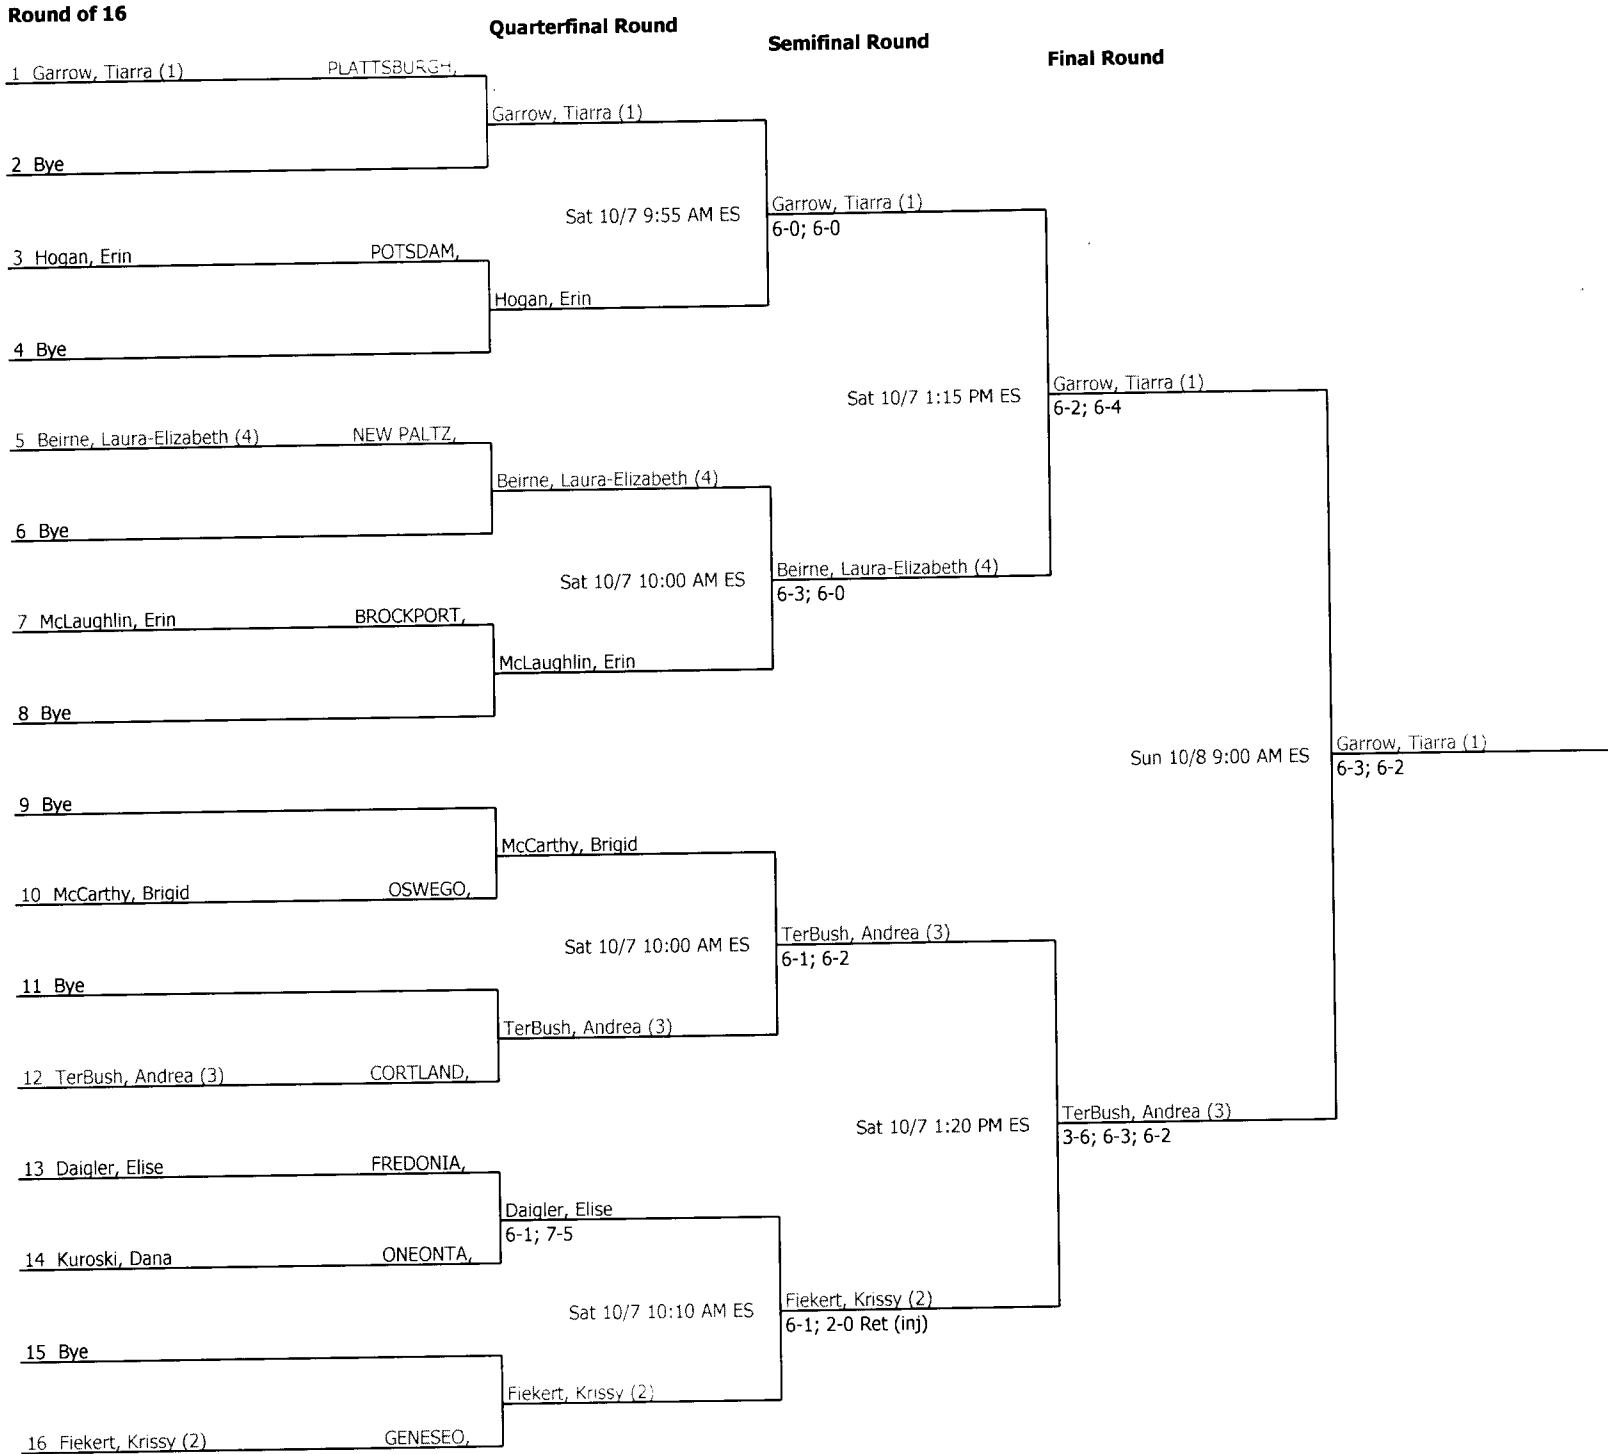 Round of 16
Quarterfinal Round
Semifinal Round
Final Round
1 Garrow, Tiarra (1) PLATTSBURGH,
Garrow, Tiarra (1)
2 Bye
Sat 10/7 9:55 AM ES
Garrow, Tiarra (1)
6-0; 6-0
3 Hogan, Erin POTSDAM,
Hogan, Erin
4 Bye
Sat 10/7 1:15 PM ES
Garrow, Tiarra (1)
6-2; 6-4
5 Beirne, Laura-Elizabeth (4) NEW PALTZ,
Beirne, Laura-Elizabeth (4)
6 Bye
Sat 10/7 10:00 AM ES
Beirne, Laura-Elizabeth (4)
6-3; 6-0
7 McLaughlin, Erin BROCKPORT,
McLaughlin, Erin
8 Bye
Sun 10/8 9:00 AM ES
Garrow, Tiarra (1)
6-3; 6-2
9 Bye
McCarthy, Brigid
10 McCarthy, Brigid OSWEGO,
Sat 10/7 10:00 AM ES
TerBush, Andrea (3)
6-1; 6-2
11 Bye
TerBush, Andrea (3)
12 TerBush, Andrea (3) CORTLAND,
Sat 10/7 1:20 PM ES
TerBush, Andrea (3)
3-6; 6-3; 6-2
13 Daigler, Elise FREDONIA,
Daigler, Elise
6-1; 7-5
14 Kuroski, Dana ONEONTA,
Sat 10/7 10:10 AM ES
Fiekert, Krissy (2)
6-1; 2-0 Ret (inj)
15 Bye
Fiekert, Krissy (2)
16 Fiekert, Krissy (2) GENESEO,